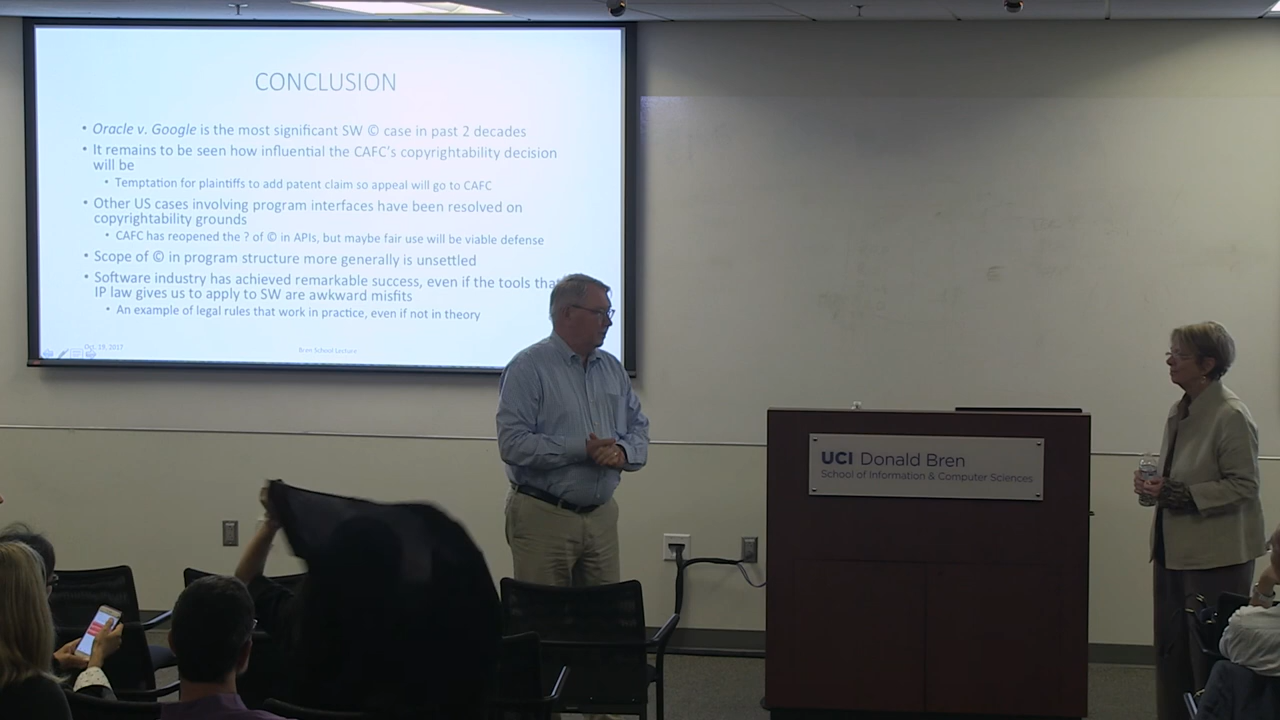 CONCLUSION
• Oracle v. Google is the most significant SW © case in past 2 decades
• It remains to be seen how influential the CAFC's copyrightability decision
will be
• Temptation for plaintiffs to add patent claim so appeal will go to CAFC
• Other US cases involving program interfaces have been resolved on
copyrightability grounds
• CAFC has reopened the ? of © in APIs, but maybe fair use will be viable defense
• Scope of © in program structure more generally is unsettled
• Software industry has achieved remarkable success, even if the tools that
IP law gives us to apply to SW are awkward misfits
• An example of legal rules that work in practice, even if not in theory
Oct. 19, 2017
Bren School Lecture
UCI Donald Bren
School of Information & Computer Sciences